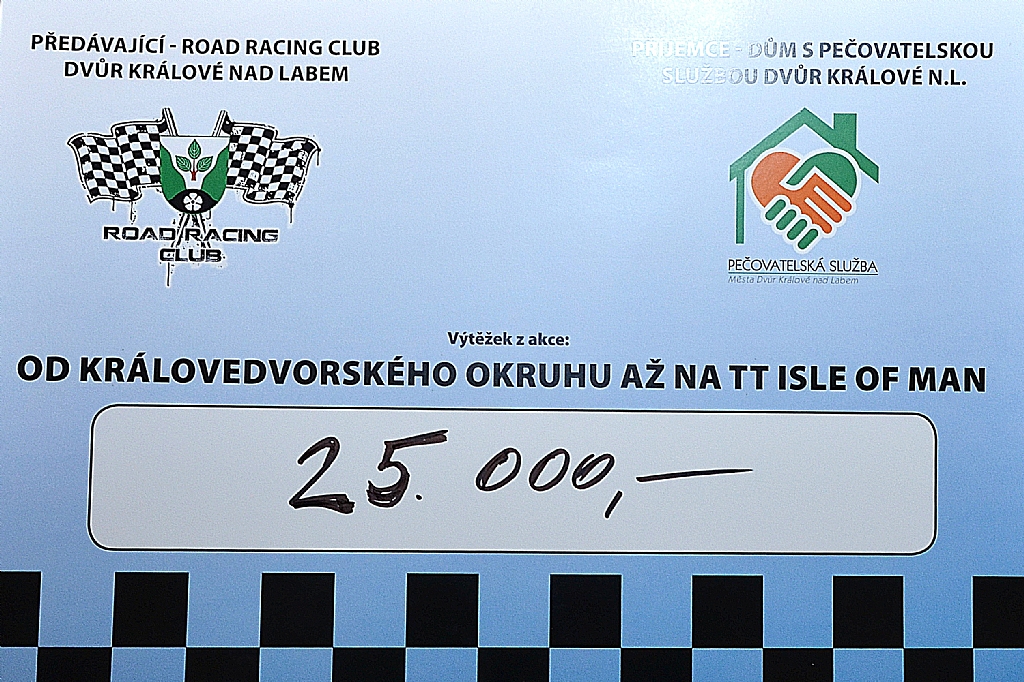 PŘEDÁVAJÍCÍ - ROAD RACING CLUB
DVŮR KRÁLOVÉ NAD LABEM
ROAD RACING
CLUB
PŘÍJEMCE - DŮM S PEČOVATELSKOU
SLUŽBOU DVŮR KRÁLOVÉ N.L.
PEČOVATELSKÁ SLUŽBA
Města Dvůr Králové nad Labem
Výtěžek z akce:
OD KRÁLOVEDVORSKÉHO OKRUHU AŽ NA TT ISLE OF MAN
25.000,—